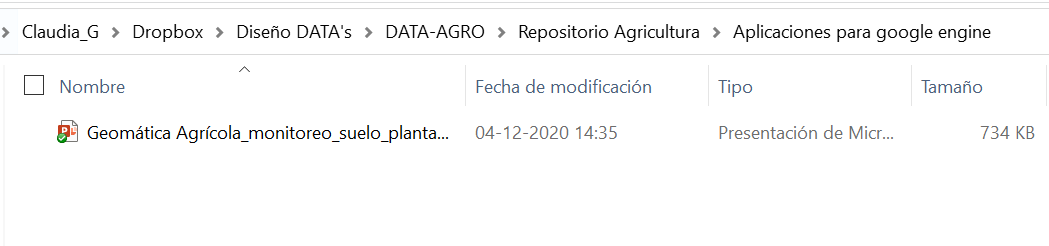 Claudia_G > Dropbox > Diseño DATA's > DATA-AGRO > Repositorio Agricultura > Aplicaciones para google engine
Nombre Fecha de modificación Tipo Tamaño
Geomática Agrícola_monitoreo_suelo_planta... 04-12-2020 14:35 Presentación de Micr... 734 KB